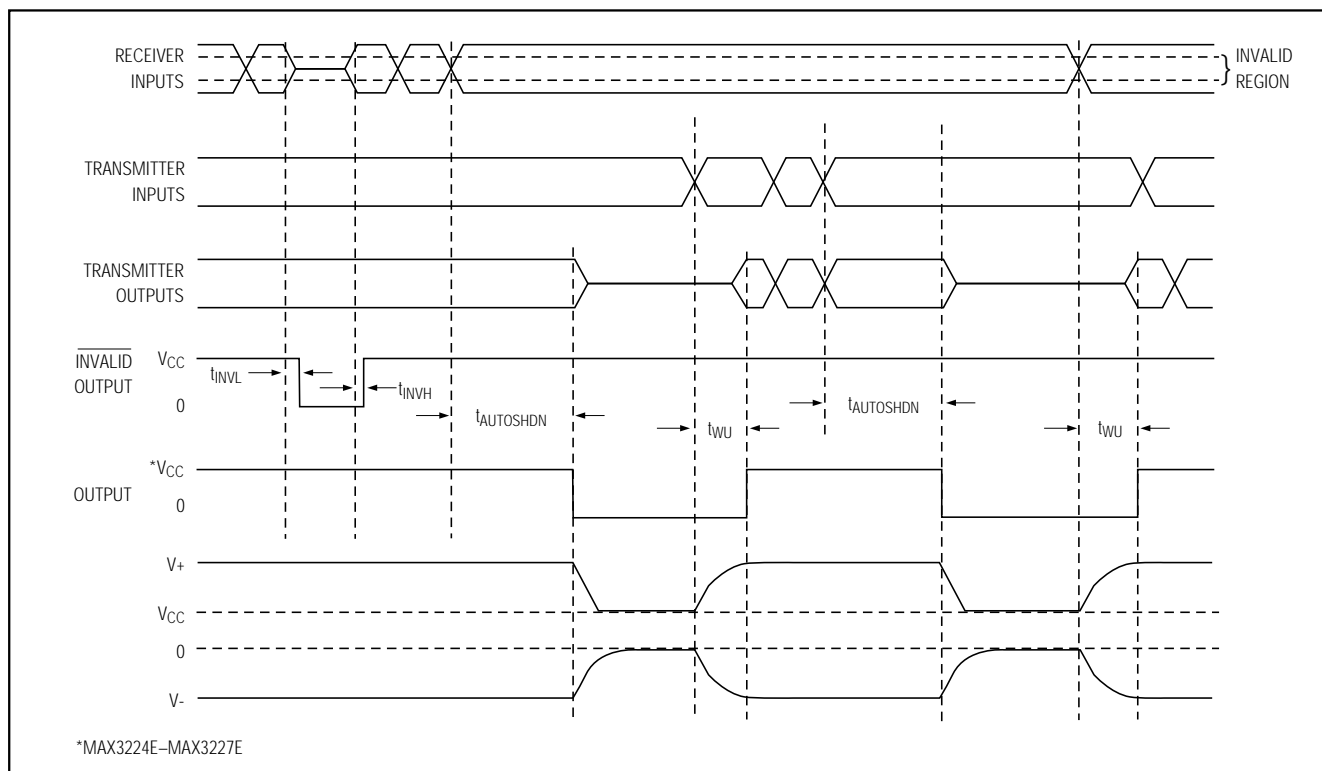 RECEIVER
INPUTS
} INVALID
REGION
TRANSMITTER
INPUTS
TRANSMITTER
OUTPUTS
INVALID
OUTPUT
VCC
0
tINVL
tINVH
tAUTOSHDN
tWU
tAUTOSHDN
tWU
OUTPUT
*VCC
0
V+
VCC
0
V-
*MAX3224E–MAX3227E